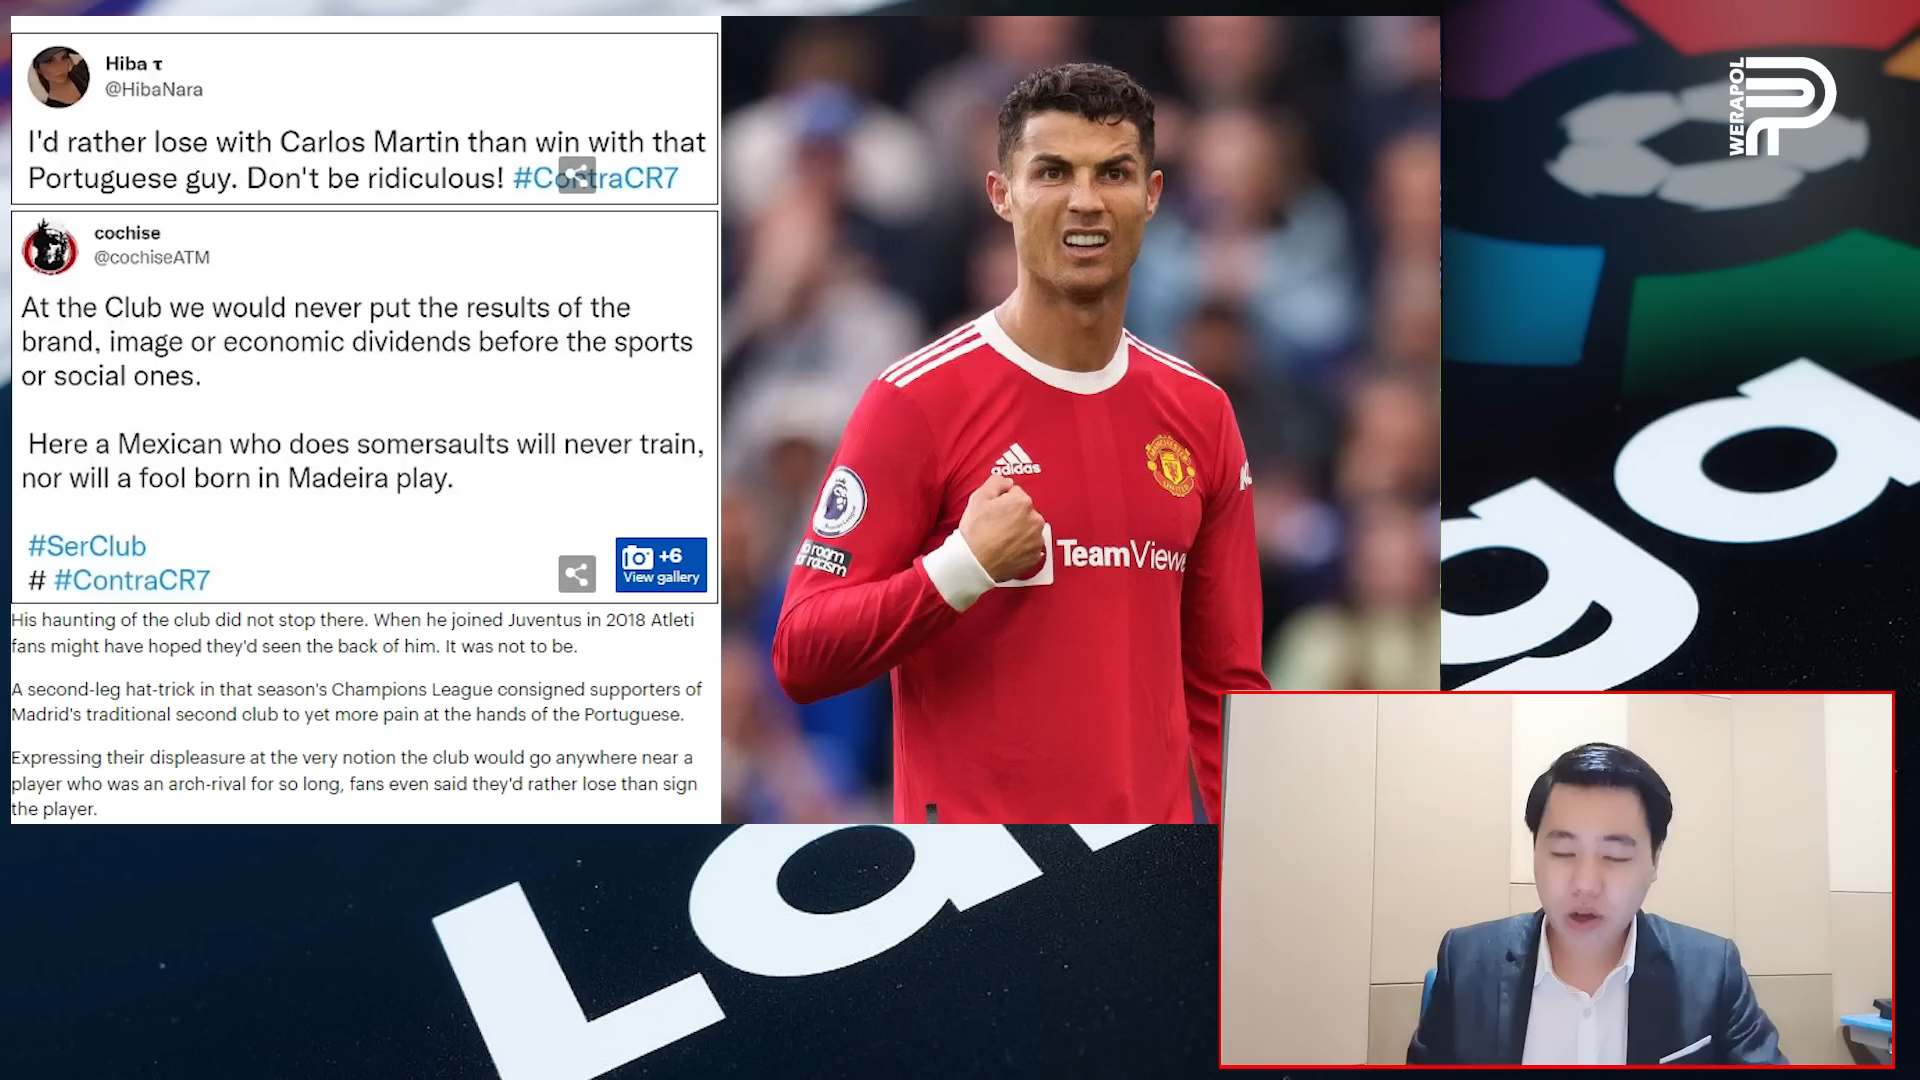 Hiba τ
@HibaNara
I'd rather lose with Carlos Martin than win with that
Portuguese guy. Don't be ridiculous! #ContraCR7
cochise
@cochiseATM
At the Club we would never put the results of the
brand, image or economic dividends before the sports
or social ones.
Here a Mexican who does somersaults will never train,
nor will a fool born in Madeira play.
#SerClub
# #ContraCR7
+6
View gallery
His haunting of the club did not stop there. When he joined Juventus in 2018 Atleti
fans might have hoped they'd seen the back of him. It was not to be.
A second-leg hat-trick in that season's Champions League consigned supporters of
Madrid's traditional second club to yet more pain at the hands of the Portuguese.
Expressing their displeasure at the very notion the club would go anywhere near a
player who was an arch-rival for so long, fans even said they'd rather lose than sign
the player.
adidas
TeamViewe
WERAPOL
P